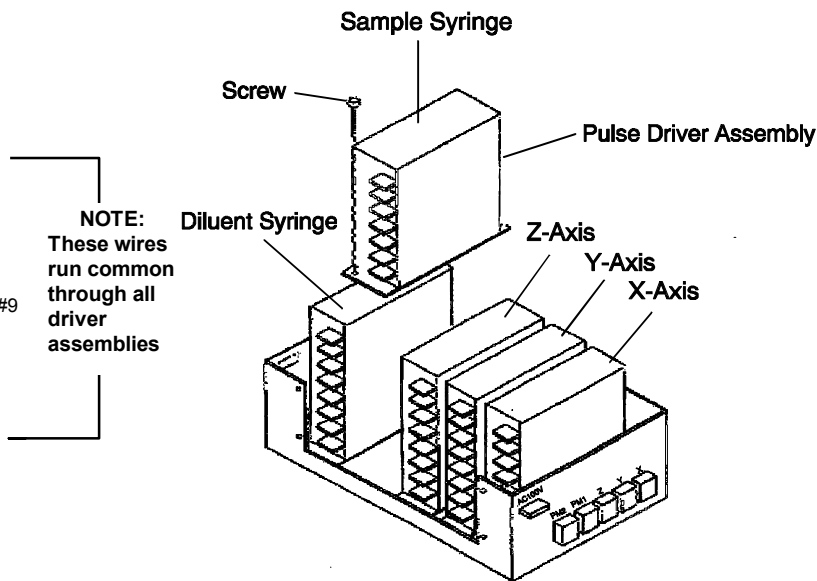 Sample Syringe
Screw
Pulse Driver Assembly
NOTE:
These wires
run common
through all
driver
assemblies
#9
Diluent Syringe
Z-Axis
Y-Axis
X-Axis
AC100V
PM2
PM1
Z
Y
X